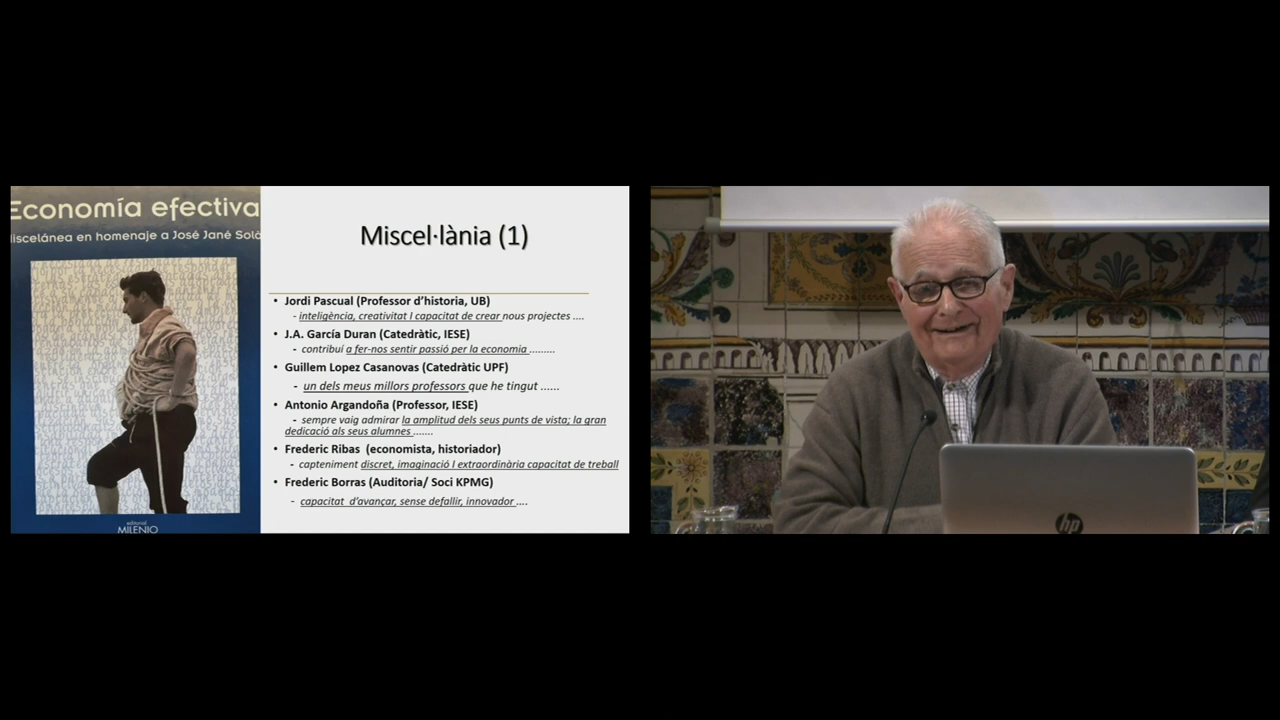 Economía efectiva
iscelánea en homenaje a José Jané Solà
editorial
MILENIO
Miscel·lània (1)
• Jordi Pascual (Professor d'historia, UB)
- inteligència, creativitat I capacitat de crear nous projectes ....
• J.A. García Duran (Catedràtic, IESE)
- contribuí a fer-nos sentir passió per la economia .........
• Guillem Lopez Casanovas (Catedràtic UPF)
- un dels meus millors professors que he tingut ......
• Antonio Argandoña (Professor, IESE)
- sempre vaig admirar la amplitud dels seus punts de vista; la gran
dedicació als seus alumnes .......
• Frederic Ribas (economista, historiador)
- capteniment discret, imaginació I extraordinària capacitat de treball
• Frederic Borras (Auditoria/ Soci KPMG)
- capacitat d'avançar, sense defallir, innovador ....
hp